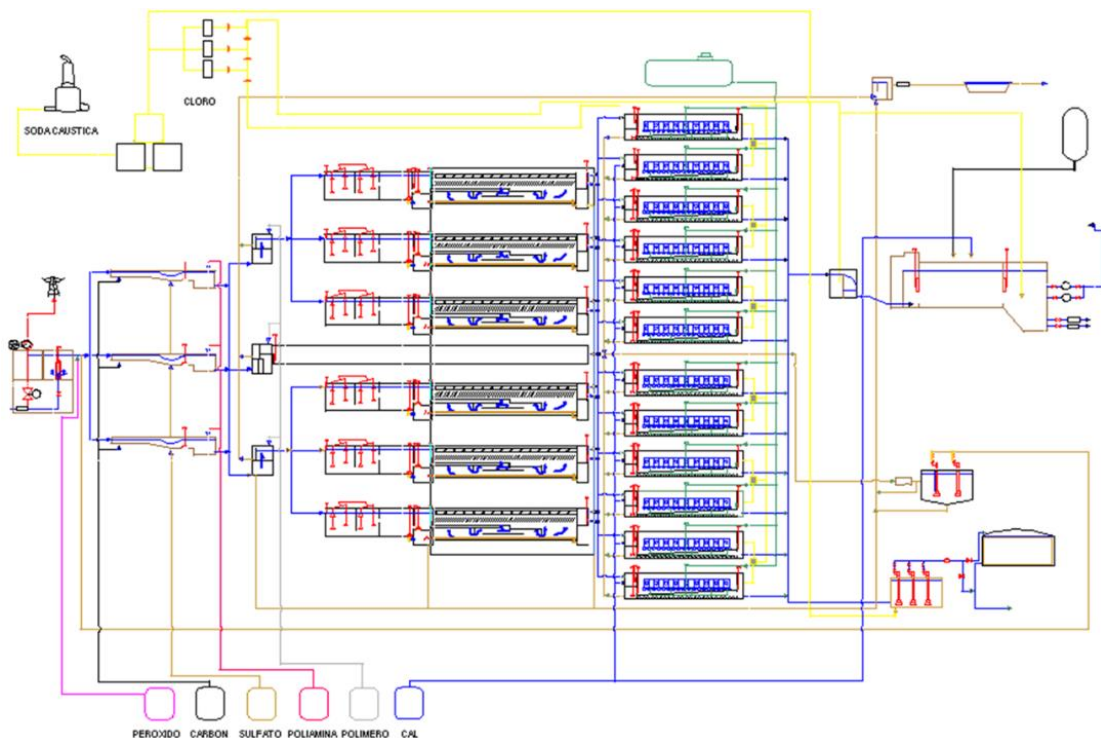 CLORO
SODA CAUSTICA
PEROXIDO CARBON SULFATO POLIAMINA POLIMERO CAL